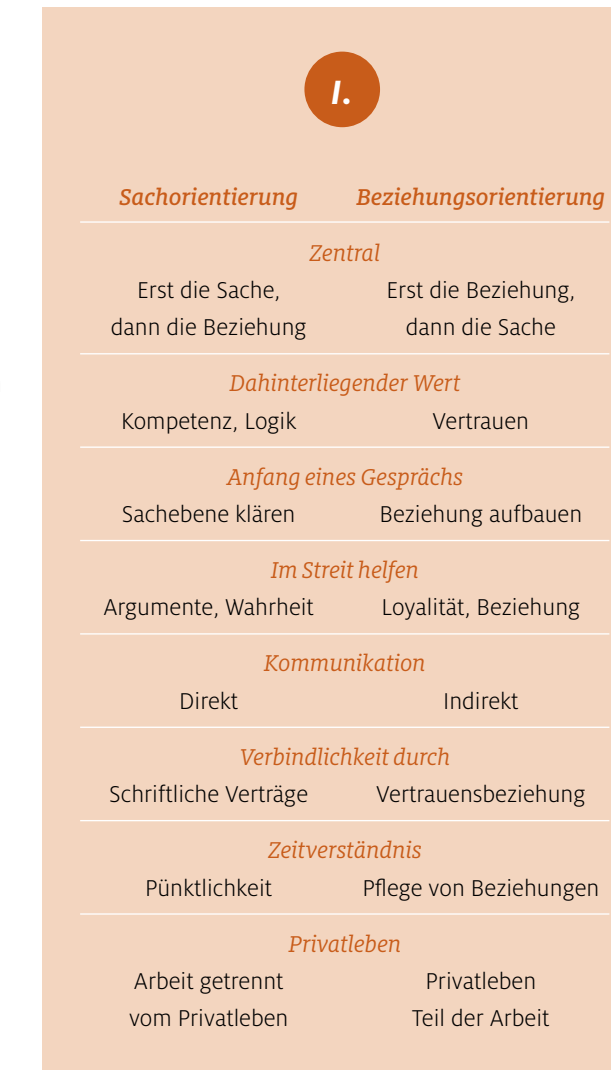 I.
Sachorientierung Beziehungsorientierung
Zentral
Erst die Sache, Erst die Beziehung,
dann die Beziehung dann die Sache
Dahinterliegender Wert
Kompetenz, Logik Vertrauen
Anfang eines Gesprächs
Sachebene klären Beziehung aufbauen
Im Streit helfen
Argumente, Wahrheit Loyalität, Beziehung
Kommunikation
Direkt Indirekt
Verbindlichkeit durch
Schriftliche Verträge Vertrauensbeziehung
Zeitverständnis
Pünktlichkeit Pflege von Beziehungen
Privatleben
Arbeit getrennt Privatleben
vom Privatleben Teil der Arbeit